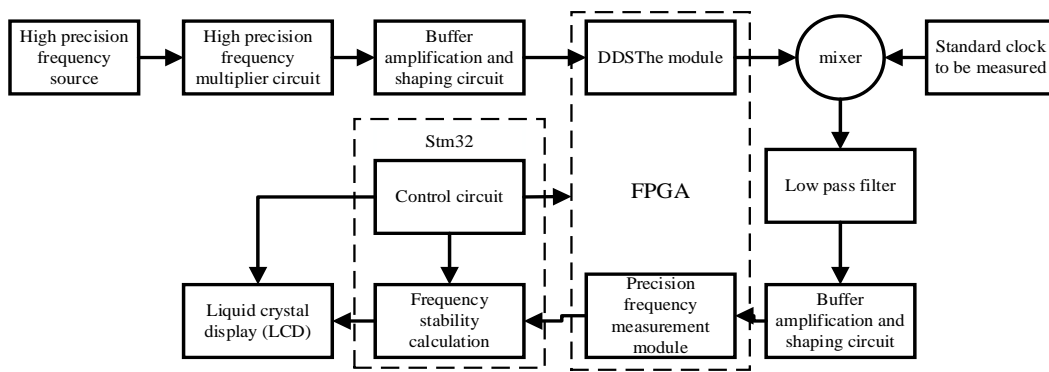 High precision
frequency
source
High precision
frequency
multiplier circuit
Buffer
amplification and
shaping circuit
DDSThe module
mixer
Standard clock
to be measured
Stm32
Control circuit
FPGA
Low pass filter
Liquid crystal
display (LCD)
Frequency
stability
calculation
Precision
frequency
measurement
module
Buffer
amplification and
shaping circuit